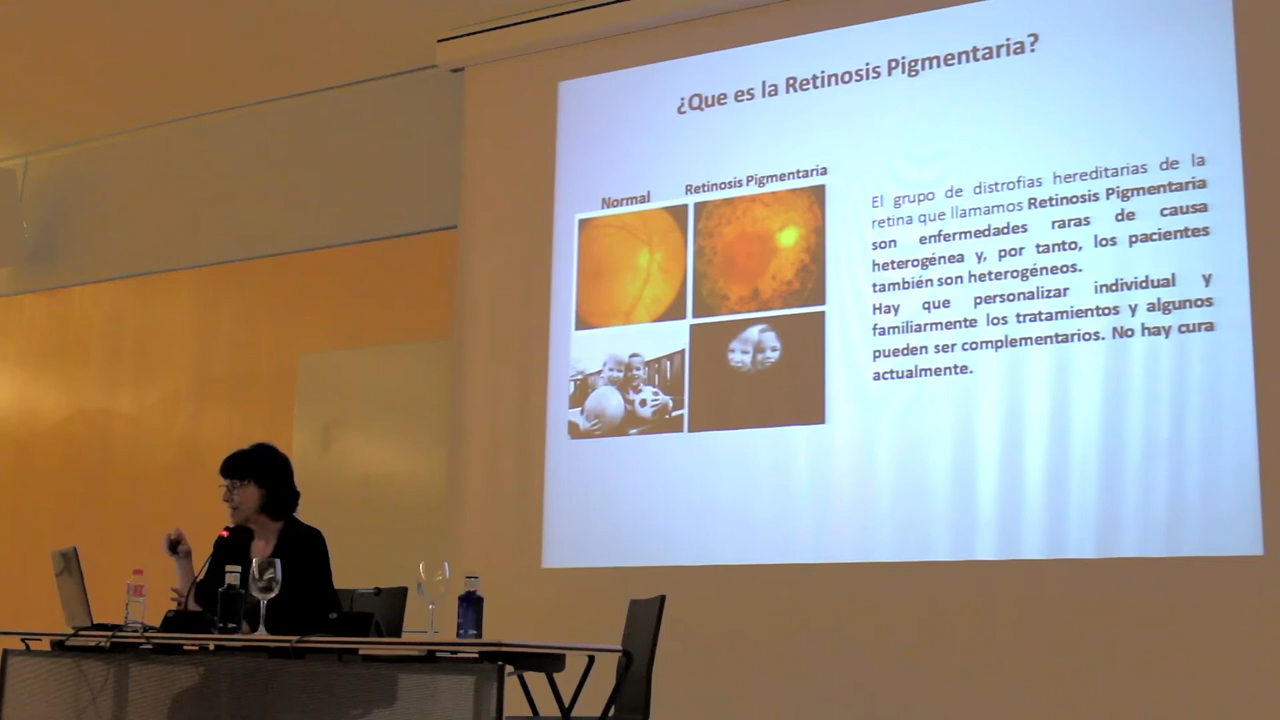 ¿Que es la Retinosis Pigmentaria?
Normal
Retinosis Pigmentaria
El grupo de distrofias hereditarias de la
retina que llamamos Retinosis Pigmentaria
son enfermedades raras de causa
heterogénea y, por tanto, los pacientes
también son heterogéneos.
Hay que personalizar individual y
familiarmente los tratamientos y algunos
pueden ser complementarios. No hay cura
actualmente.